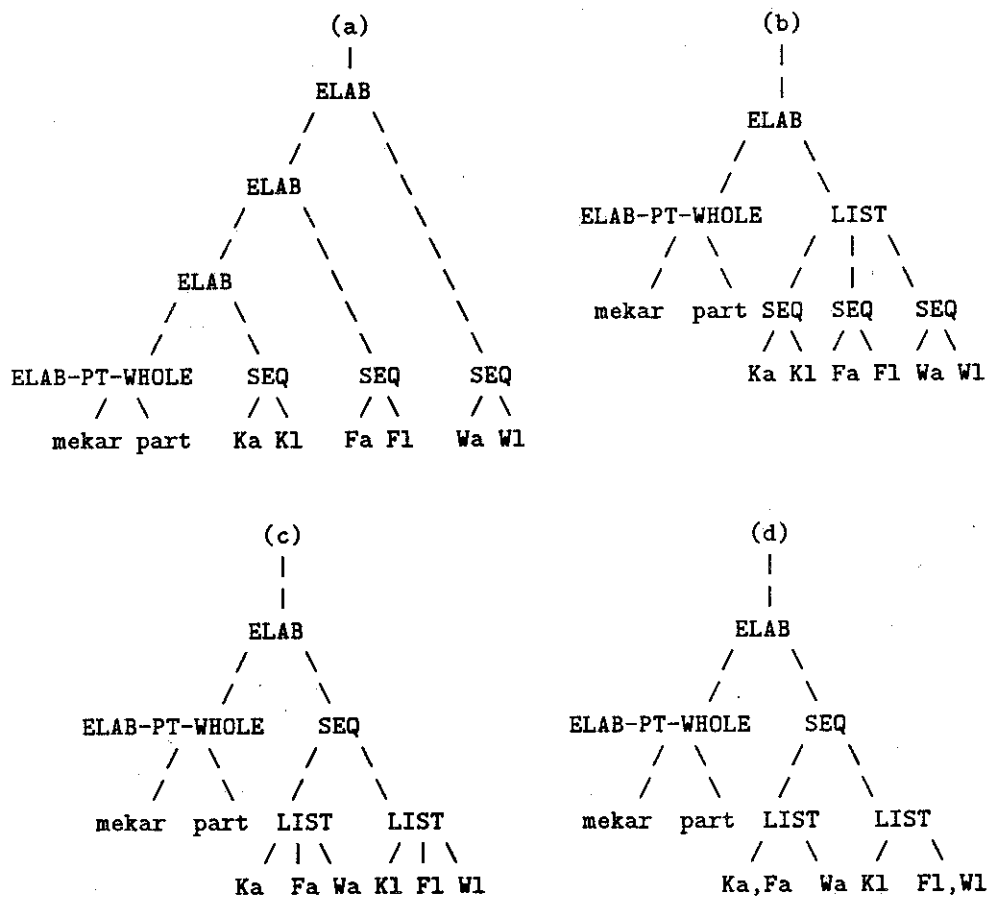 (a) (b)
ELAB
ELAB
ELAB
ELAB-PT-WHOLE LIST
ELAB
mekar part SEQ SEQ SEQ
ELAB-PT-WHOLE SEQ SEQ SEQ
Ka Kl Fa Fl Wa Wl
mekar part Ka Kl Fa Fl Wa Wl
(c) (d)
ELAB ELAB
ELAB-PT-WHOLE SEQ ELAB-PT-WHOLE SEQ
mekar part LIST LIST mekar part LIST LIST
Ka Fa Wa Kl Fl Wl Ka,Fa Wa Kl Fl,Wl